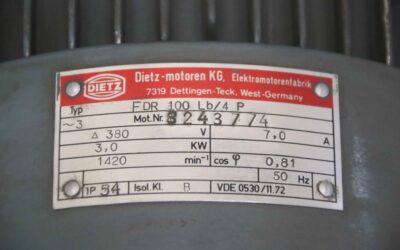 DIETZ
Dietz-motoren KG, Elektromotorenfabrik
7319 Dettingen-Teck, West-Germany
Typ FDR 100 Lb/4 P
~3 Mot.Nr. 3243774
Δ 380 V 7,0 A
3,0 KW
1420 min⁻¹ cos φ 0,81
50 Hz
IP 54 Isol. Kl. B VDE 0530/11.72